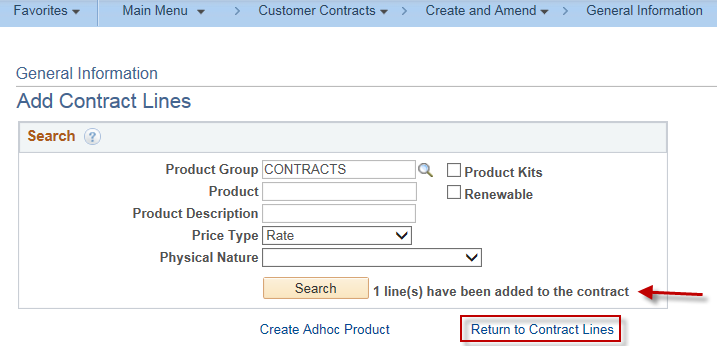 Favorites Main Menu > Customer Contracts > Create and Amend > General Information
General Information
Add Contract Lines
Search ?
Product Group CONTRACTS Product Kits
Product Renewable
Product Description
Price Type Rate
Physical Nature
Search 1 line(s) have been added to the contract
Create Adhoc Product Return to Contract Lines